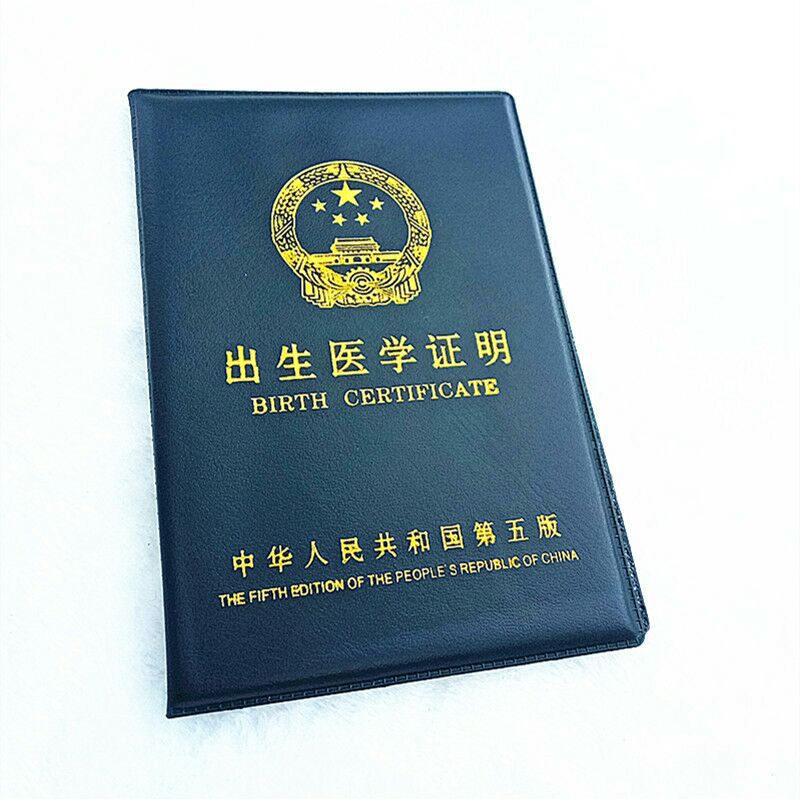 出生医学证明
BIRTH CERTIFICATE
中华人民共和国第五版
THE FIFTH EDITION OF THE PEOPLE'S REPUBLIC OF CHINA